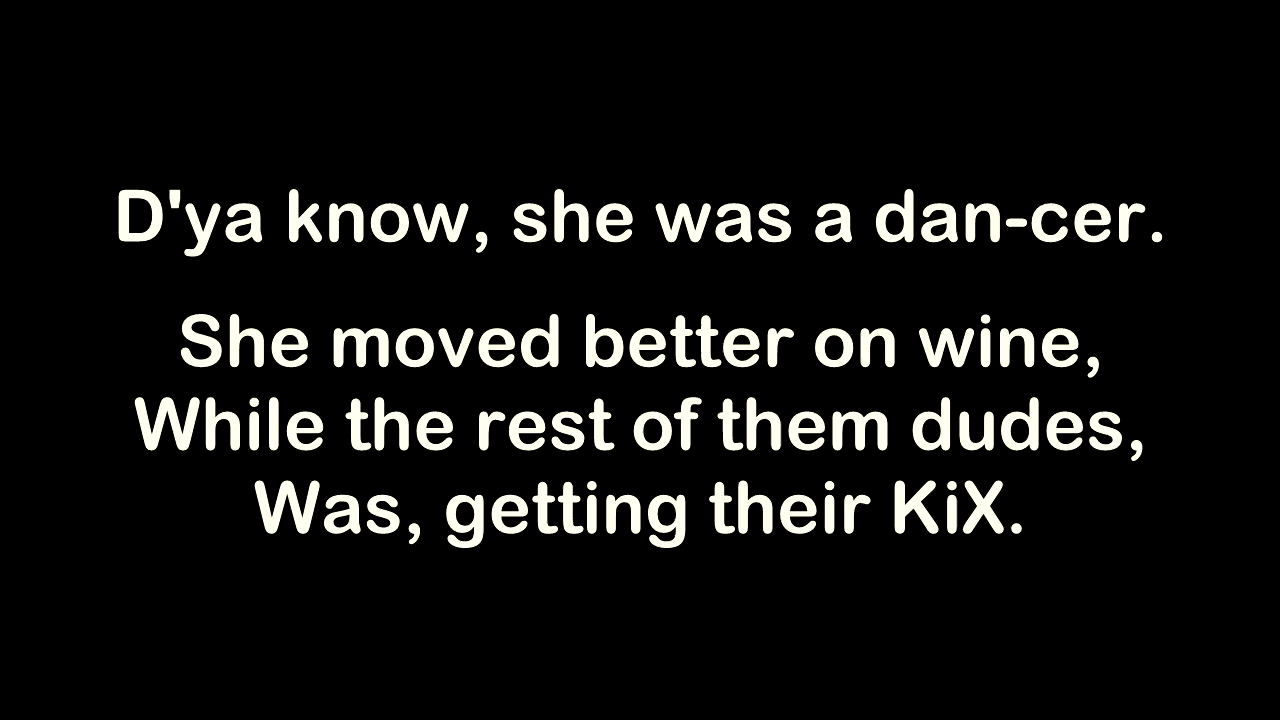 D'ya know, she was a dan-cer.
She moved better on wine,
While the rest of them dudes,
Was, getting their KiX.